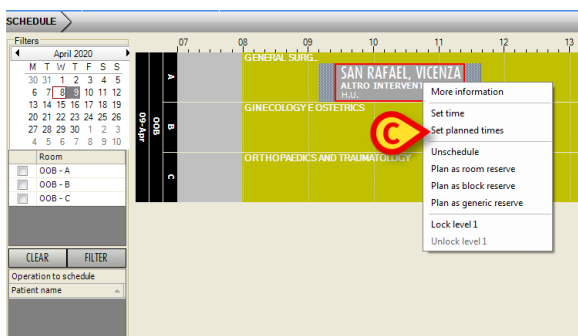 SCHEDULE
Filters
April 2020
M T W T F S S
30 31 1 2 3 4 5
6 7 8 9 10 11 12
13 14 15 16 17 18 19
20 21 22 23 24 25 26
27 28 29 30 1 2 3
4 5 6 7 8 9 10
Room
OOB - A
OOB - B
OOB - C
CLEAR FILTER
Operation to schedule
Patient name
07 08 09 10 11 12 13
09-Apr
OOB
A
B
C
GENERAL SURG...
SAN RAFAEL, VICENZA
ALTRO INTERVENT
H.U.
GINECOLOGY E OSTETRICS
ORTHOPAEDICS AND TRAUMATOLOGY
C
More information
Set time
Set planned times
Unschedule
Plan as room reserve
Plan as block reserve
Plan as generic reserve
Lock level 1
Unlock level 1